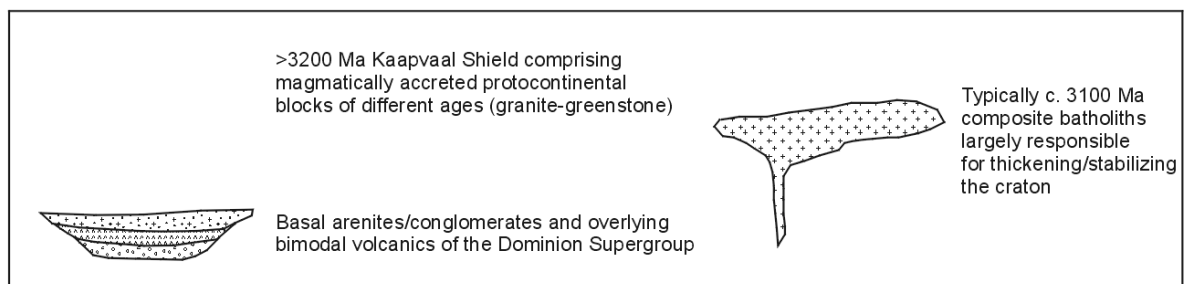 >3200 Ma Kaapvaal Shield comprising
magmatically accreted protocontinental
blocks of different ages (granite-greenstone)
Basal arenites/conglomerates and overlying
bimodal volcanics of the Dominion Supergroup
Typically c. 3100 Ma
composite batholiths
largely responsible
for thickening/stabilizing
the craton